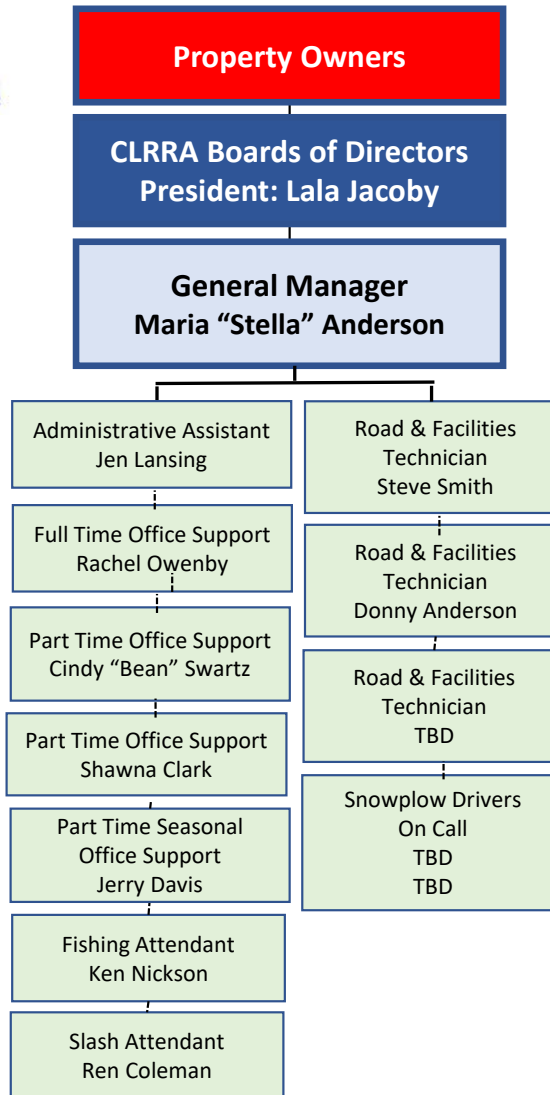 Property Owners
CLRRA Boards of Directors
President: Lala Jacoby
General Manager
Maria “Stella” Anderson
Administrative Assistant
Jen Lansing
Full Time Office Support
Rachel Owenby
Part Time Office Support
Cindy “Bean” Swartz
Part Time Office Support
Shawna Clark
Part Time Seasonal
Office Support
Jerry Davis
Fishing Attendant
Ken Nickson
Slash Attendant
Ren Coleman
Road & Facilities
Technician
Steve Smith
Road & Facilities
Technician
Donny Anderson
Road & Facilities
Technician
TBD
Snowplow Drivers
On Call
TBD
TBD